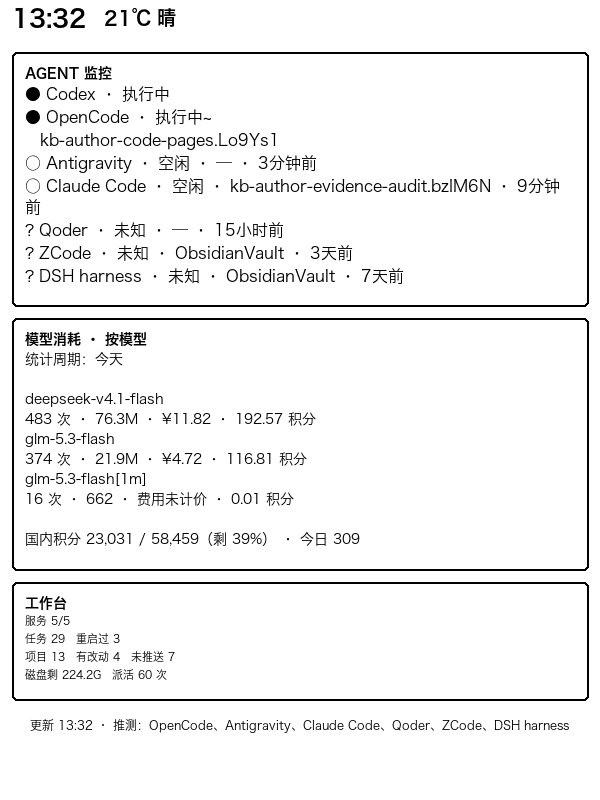 13:32 21℃ 晴
AGENT 监控
● Codex · 执行中
● OpenCode · 执行中~
kb-author-code-pages.Lo9Ys1
○ Antigravity · 空闲 · — · 3分钟前
○ Claude Code · 空闲 · kb-author-evidence-audit.bzlM6N · 9分钟
前
? Qoder · 未知 · — · 15小时前
? ZCode · 未知 · ObsidianVault · 3天前
? DSH harness · 未知 · ObsidianVault · 7天前
模型消耗 · 按模型
统计周期：今天
deepseek-v4.1-flash
483 次 · 76.3M · ¥11.82 · 192.57 积分
glm-5.3-flash
374 次 · 21.9M · ¥4.72 · 116.81 积分
glm-5.3-flash[1m]
16 次 · 662 · 费用未计价 · 0.01 积分
国内积分 23,031 / 58,459（剩 39%） · 今日 309
工作台
服务 5/5
任务 29 重启过 3
项目 13 有改动 4 未推送 7
磁盘剩 224.2G 派活 60 次
更新 13:32 · 推测：OpenCode、Antigravity、Claude Code、Qoder、ZCode、DSH harness